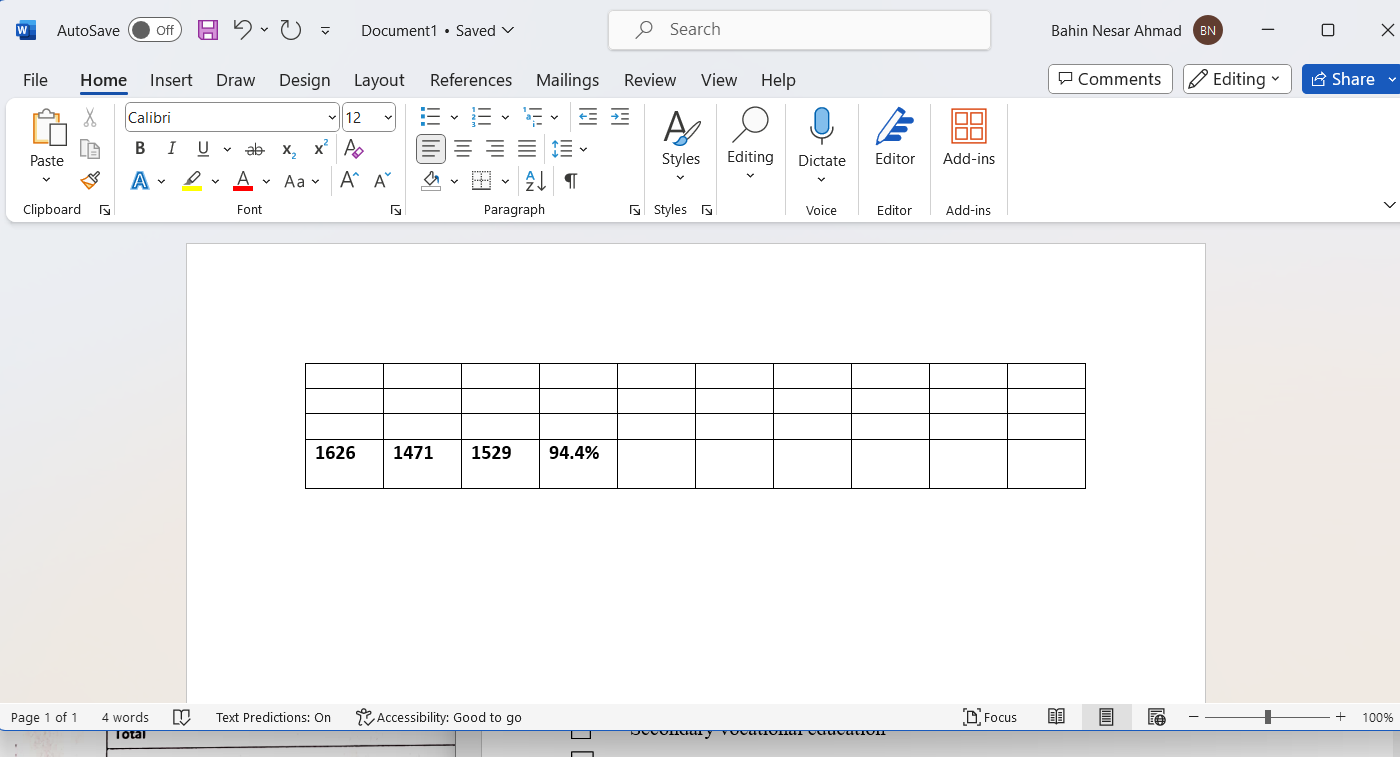 AutoSave Off Document1 • Saved Search Bahin Nesar Ahmad BN
File Home Insert Draw Design Layout References Mailings Review View Help Comments Editing Share
Calibri 12
Paste B I U ab x2 x2 A Styles Editing Dictate Editor Add-ins
A A Aa A A A Z
Clipboard Font Paragraph Styles Voice Editor Add-ins
1626 1471 1529 94.4%
Page 1 of 1 4 words Text Predictions: On Accessibility: Good to go Focus 100%
Total Secondary vocational education